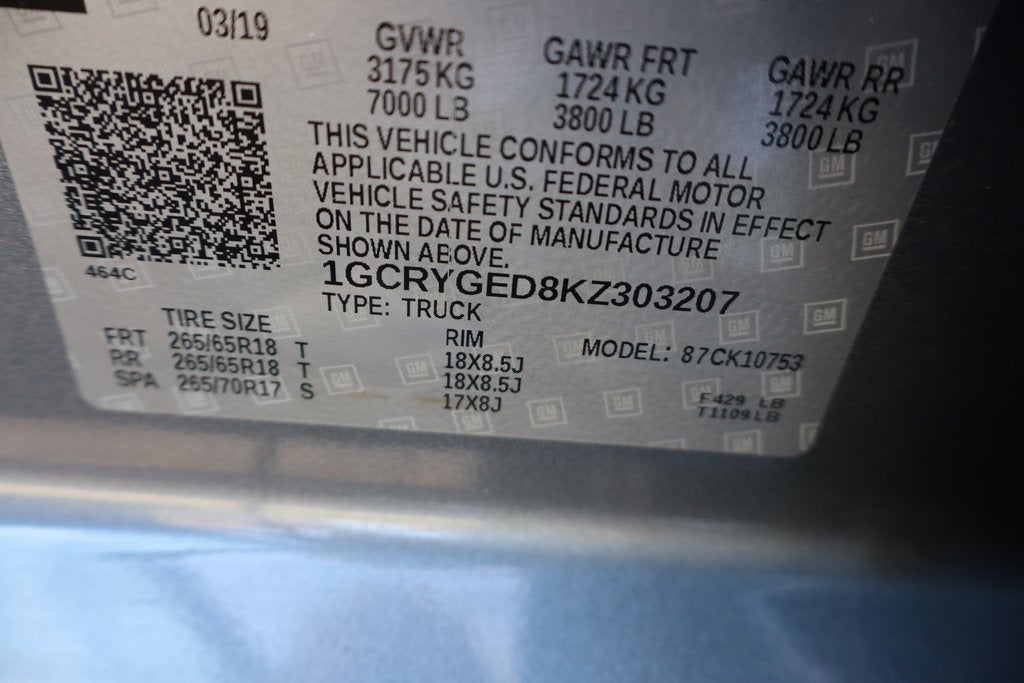 03/19
GVWR GAWR FRT GAWR RR
3175 KG 1724 KG 1724 KG
7000 LB 3800 LB 3800 LB
THIS VEHICLE CONFORMS TO ALL
APPLICABLE U.S. FEDERAL MOTOR
VEHICLE SAFETY STANDARDS IN EFFECT
ON THE DATE OF MANUFACTURE
SHOWN ABOVE.
464C
1GCRYGED8KZ303207
TYPE: TRUCK
TIRE SIZE RIM MODEL: 87CK10753
FRT 265/65R18 T 18X8.5J
RR 265/65R18 T 18X8.5J
SPA 265/70R17 S 17X8J
F429 LB
T1109 LB
GM